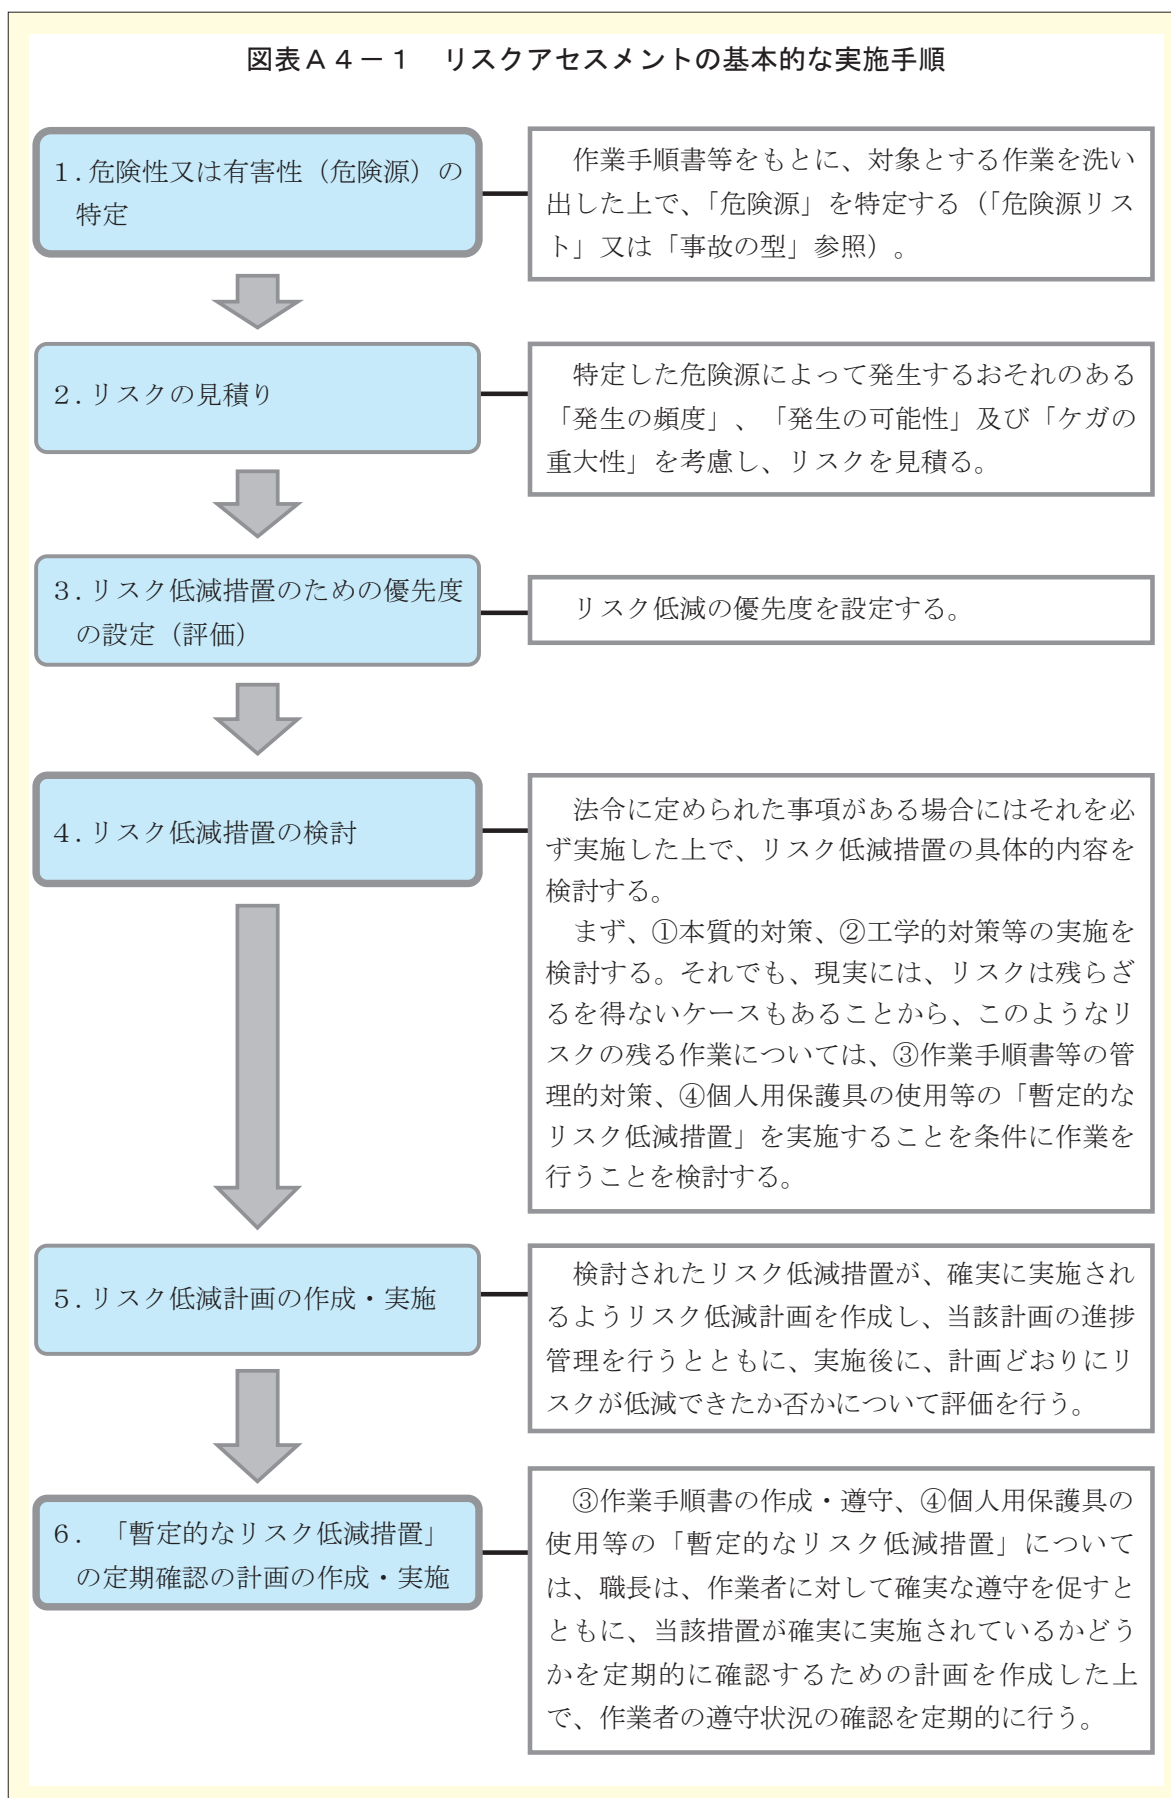 図表Ａ４－１　リスクアセスメントの基本的な実施手順
１．危険性又は有害性（危険源）の
特定
作業手順書等をもとに、対象とする作業を洗い
出した上で、「危険源」を特定する（「危険源リス
ト」又は「事故の型」参照）。
２．リスクの見積り
特定した危険源によって発生するおそれのある
「発生の頻度」、「発生の可能性」及び「ケガの
重大性」を考慮し、リスクを見積る。
３．リスク低減措置のための優先度
の設定（評価）
リスク低減の優先度を設定する。
４．リスク低減措置の検討
法令に定められた事項がある場合にはそれを必
ず実施した上で、リスク低減措置の具体的内容を
検討する。
まず、①本質的対策、②工学的対策等の実施を
検討する。それでも、現実には、リスクは残らざ
るを得ないケースもあることから、このようなリ
スクの残る作業については、③作業手順書等の管
理的対策、④個人用保護具の使用等の「暫定的な
リスク低減措置」を実施することを条件に作業を
行うことを検討する。
５．リスク低減計画の作成・実施
検討されたリスク低減措置が、確実に実施され
るようリスク低減計画を作成し、当該計画の進捗
管理を行うとともに、実施後に、計画どおりにリ
スクが低減できたか否かについて評価を行う。
６．「暫定的なリスク低減措置」
の定期確認の計画の作成・実施
③作業手順書の作成・遵守、④個人用保護具の
使用等の「暫定的なリスク低減措置」について
は、職長は、作業者に対して確実な遵守を促すと
ともに、当該措置が確実に実施されているかどう
かを定期的に確認するための計画を作成した上
で、作業者の遵守状況の確認を定期的に行う。